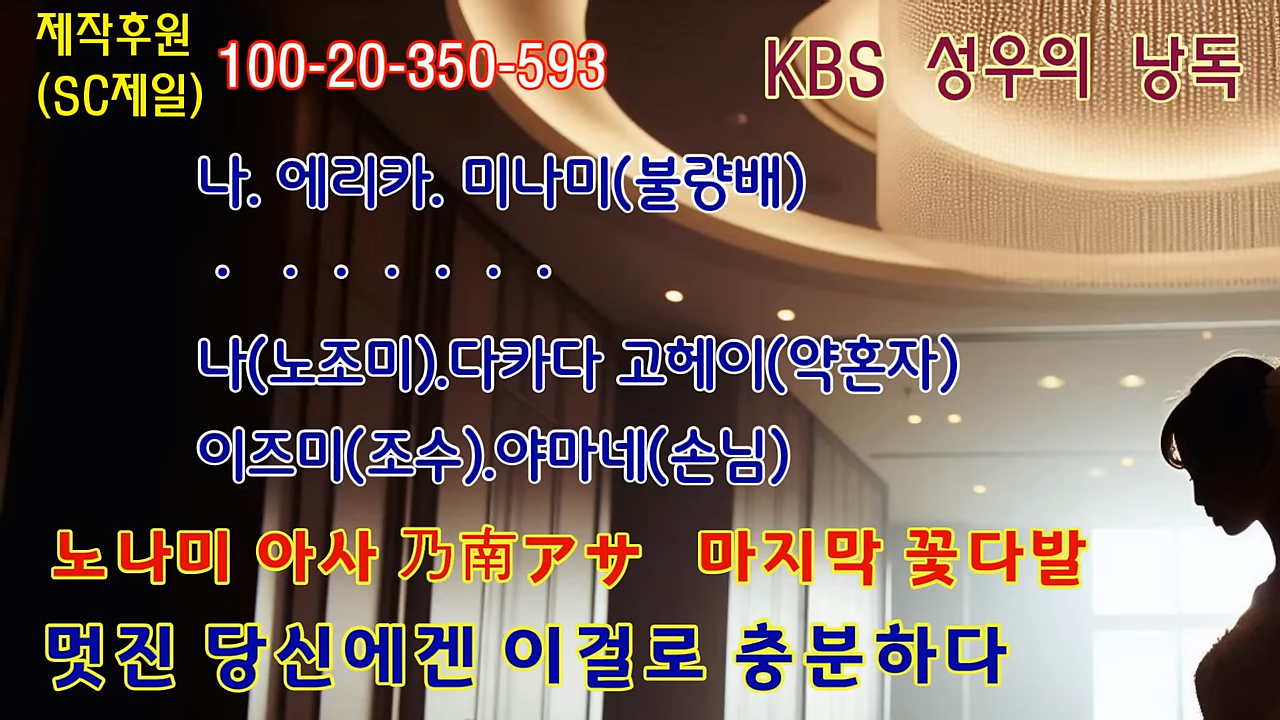 제작후원
(SC제일)
100-20-350-593
KBS 성우의 낭독
나. 에리카. 미나미(불량배)
. . . . . . . .
나(노조미).다카다 고헤이(약혼자)
이즈미(조수).야마네(손님)
노나미 아사 乃南アサ 마지막 꽃다발
멋진 당신에겐 이걸로 충분하다